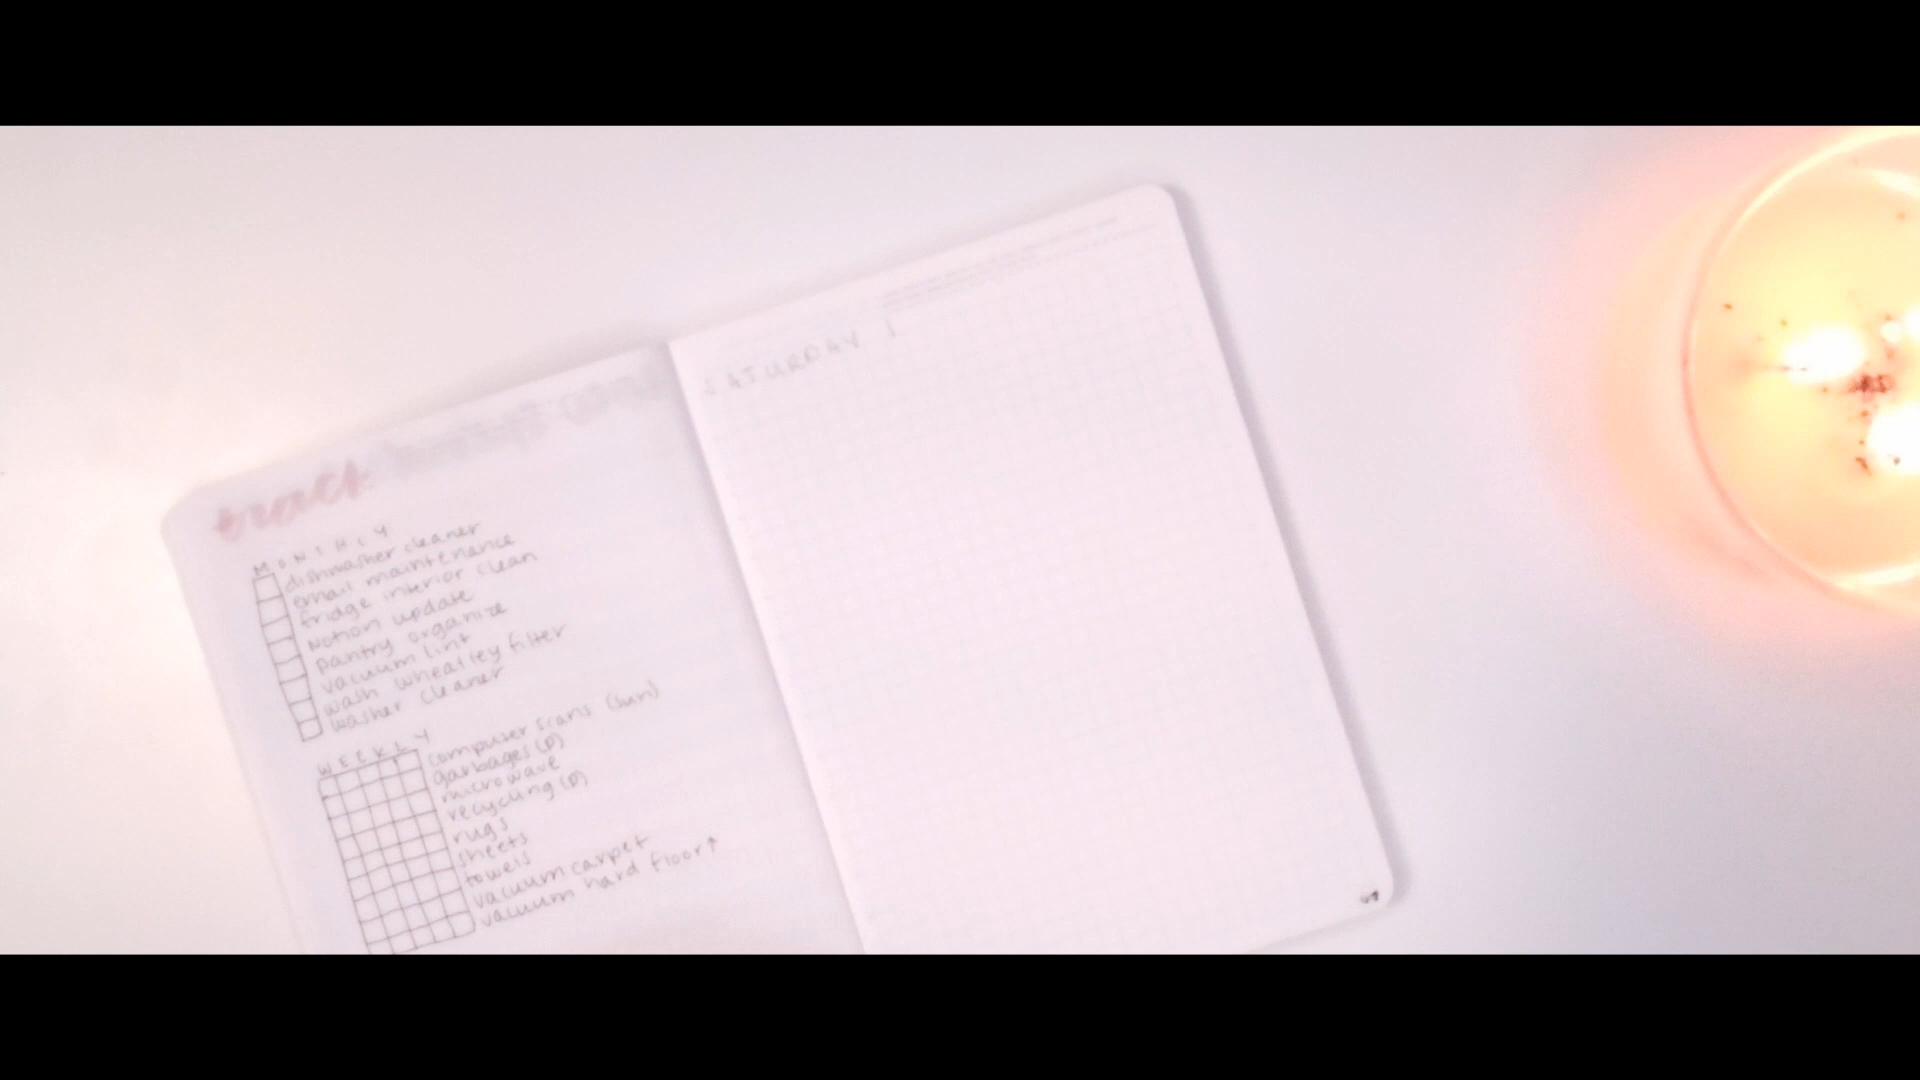 track
MONTHLY
dishwasher cleaner
email maintenance
fridge interior clean
Notion update
pantry organize
vacuum lint
wash wheatley filter
washer cleaner
WEEKLY
computer scans (sun)
garbages (P)
microwave
recycling (P)
rugs
sheets
towels
vacuum carpet
vacuum hard floor↑
SATURDAY 1